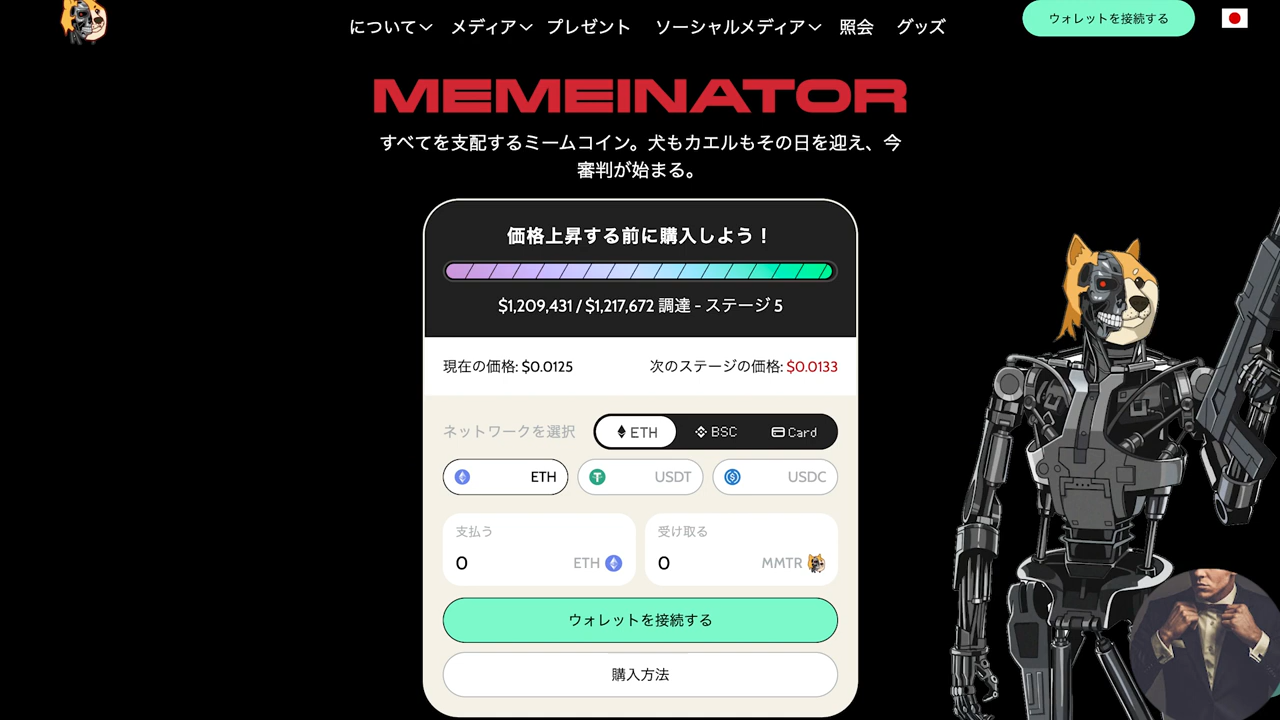 について メディア プレゼント ソーシャルメディア 照会 グッズ
ウォレットを接続する
MEMEINATOR
すべてを支配するミームコイン。犬もカエルもその日を迎え、今
審判が始まる。
価格上昇する前に購入しよう！
$1,209,431 / $1,217,672 調達 - ステージ 5
現在の価格: $0.0125 次のステージの価格: $0.0133
ネットワークを選択 ETH BSC Card
ETH USDT USDC
支払う 受け取る
0 ETH 0 MMTR
ウォレットを接続する
購入方法